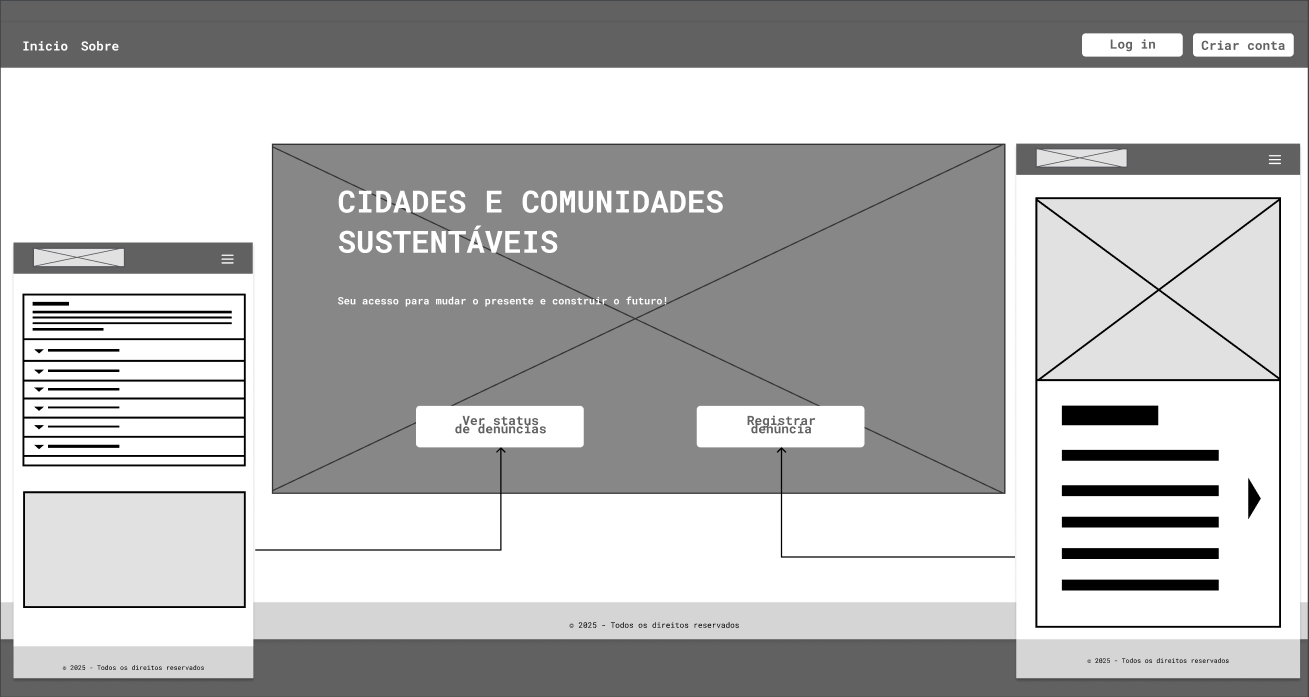 Inicio Sobre
Log in
Criar conta
CIDADES E COMUNIDADES
SUSTENTÁVEIS
Seu acesso para mudar o presente e construir o futuro!
Ver status
de denúncias
Registrar
denúncia
© 2025 - Todos os direitos reservados
© 2025 - Todos os direitos reservados
© 2025 - Todos os direitos reservados